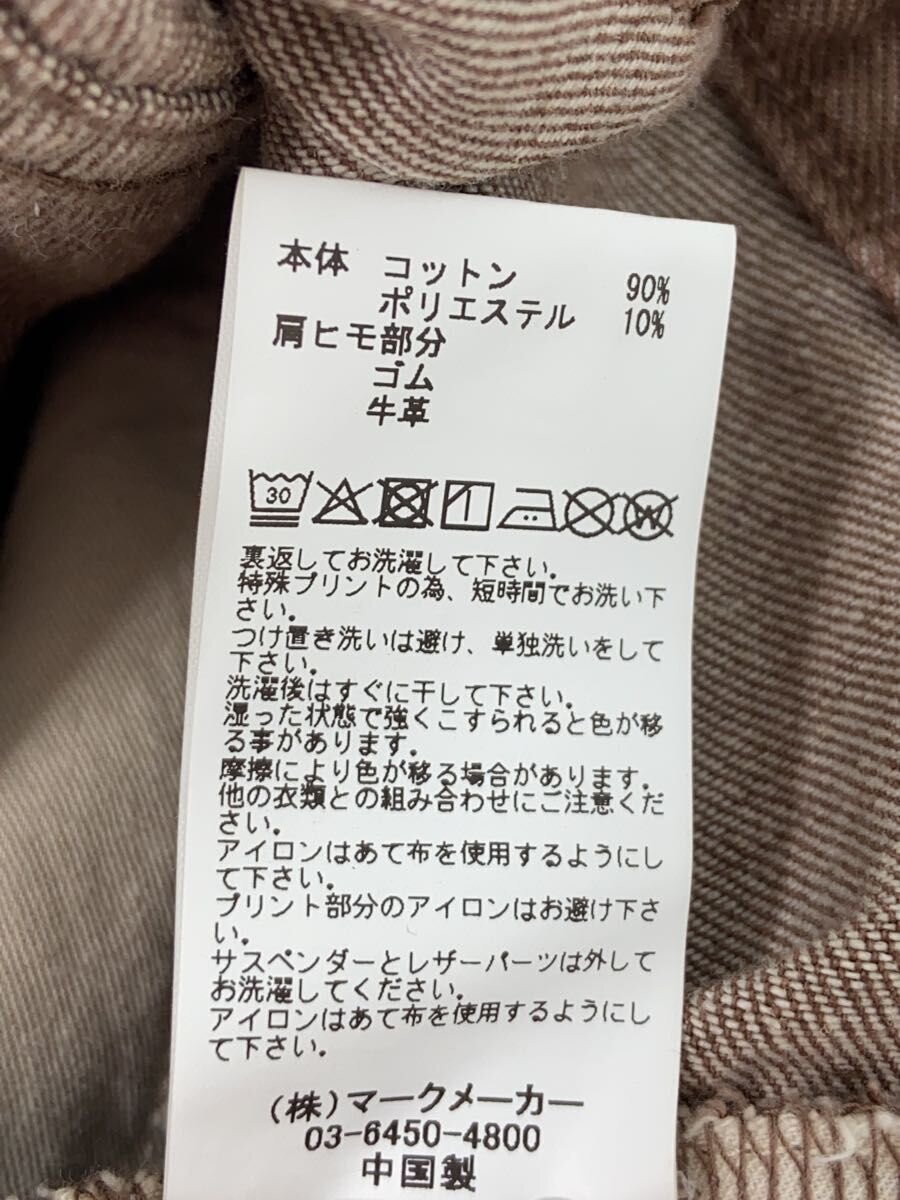 本体 コットン 90%
ポリエステル 10%
肩ヒモ部分
ゴム
牛革
30
W
裏返してお洗濯して下さい。
特殊プリントの為、短時間でお洗い下
さい。
つけ置き洗いは避け、単独洗いをして
下さい。
洗濯後はすぐに干して下さい。
湿った状態で強くこすられると色が移
る事があります。
摩擦により色が移る場合があります。
他の衣類との組み合わせにご注意くだ
さい。
アイロンはあて布を使用するようにし
て下さい。
プリント部分のアイロンはお避け下さ
い。
サスペンダーとレザーパーツは外して
お洗濯してください。
アイロンはあて布を使用するようにし
て下さい。
(株)マークメーカー
03-6450-4800
中国製